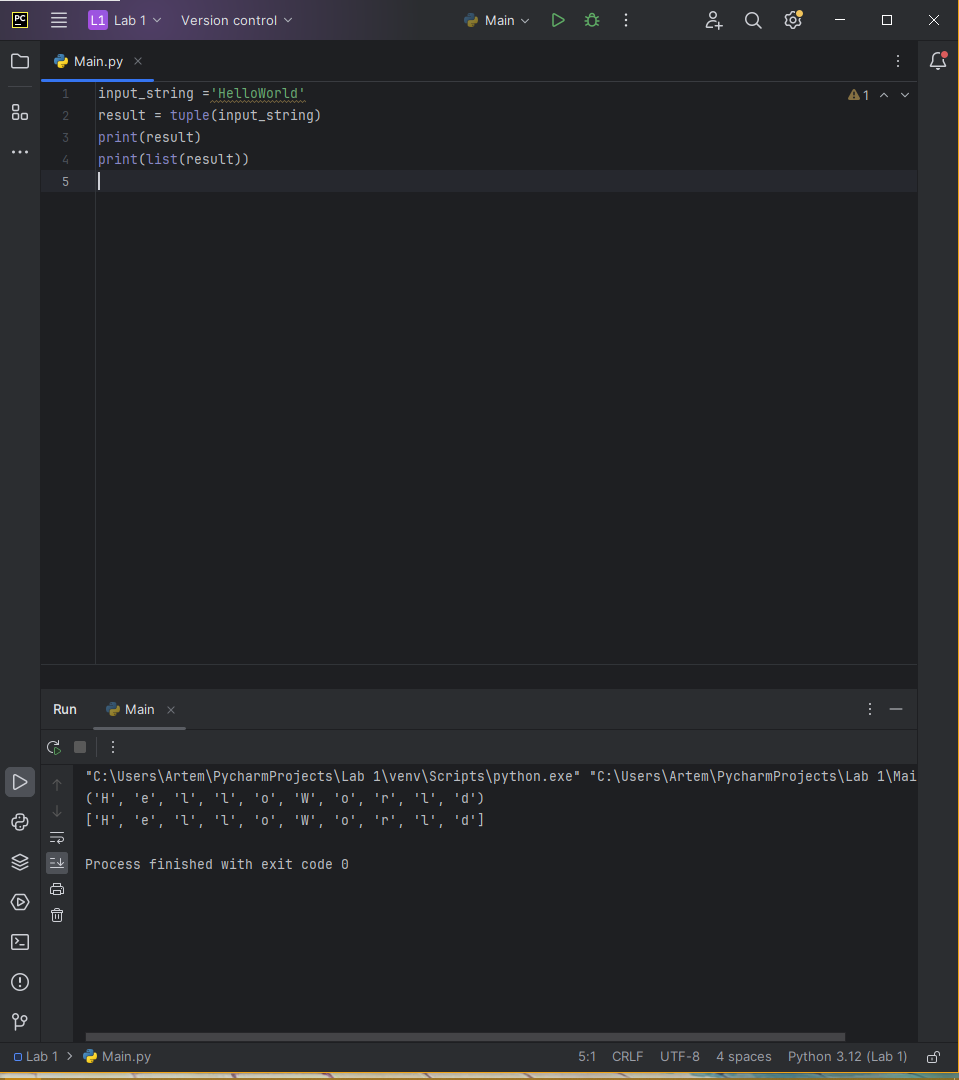 PC L1 Lab 1 Version control Main
Main.py
1 input_string ='HelloWorld' 1
2 result = tuple(input_string)
3 print(result)
4 print(list(result))
5
Run Main
"C:\Users\Artem\PycharmProjects\Lab 1\venv\Scripts\python.exe" "C:\Users\Artem\PycharmProjects\Lab 1\Mai
('H', 'e', 'l', 'l', 'o', 'W', 'o', 'r', 'l', 'd')
['H', 'e', 'l', 'l', 'o', 'W', 'o', 'r', 'l', 'd']
Process finished with exit code 0
Lab 1 Main.py 5:1 CRLF UTF-8 4 spaces Python 3.12 (Lab 1)